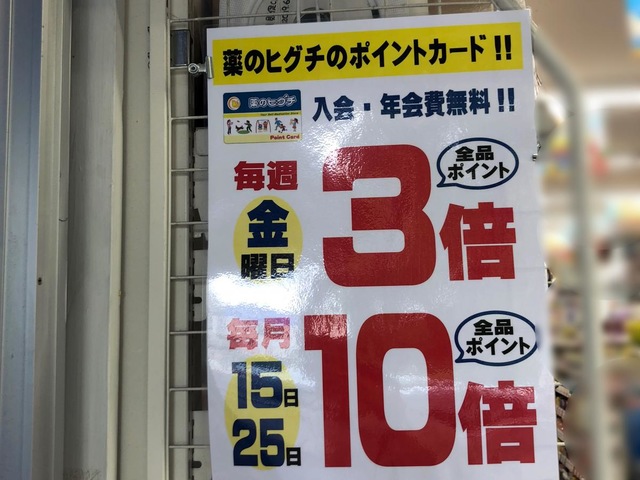 薬のヒグチのポイントカード!!
薬のヒグチ
Point Card
入会・年会費無料!!
毎週
金
曜日
3倍
全品
ポイント
毎月
15日
25日
10倍
全品
ポイント